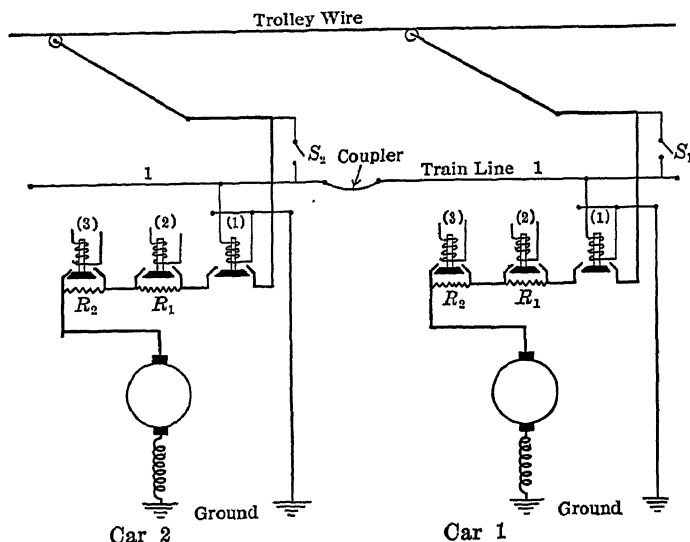 Trolley Wire
S₂
S₁
Coupler
1
Train Line 1
(3) (2) (1)
(3) (2) (1)
R₂ R₁
R₂ R₁
Ground
Ground
Car 2
Car 1